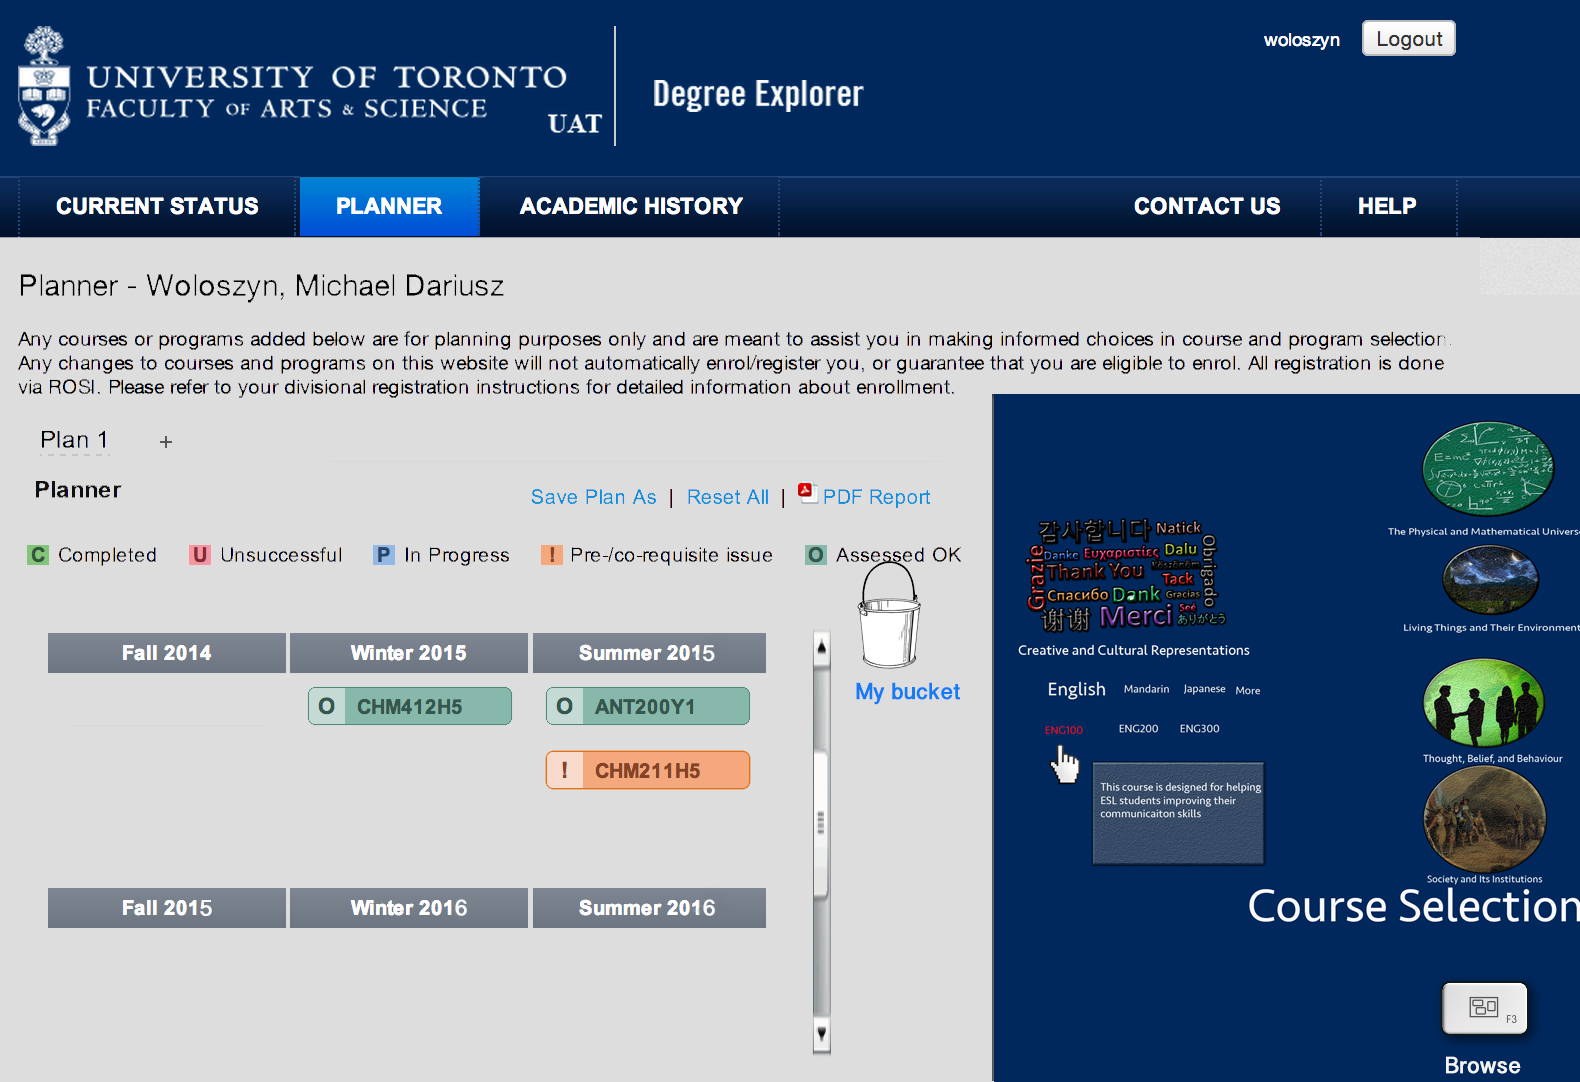 woloszyn
Logout
UNIVERSITY OF TORONTO
FACULTY OF ARTS & SCIENCE
UAT
Degree Explorer
CURRENT STATUS
PLANNER
ACADEMIC HISTORY
CONTACT US
HELP
Planner - Woloszyn, Michael Dariusz
Any courses or programs added below are for planning purposes only and are meant to assist you in making informed choices in course and program selection.
Any changes to courses and programs on this website will not automatically enrol/register you, or guarantee that you are eligible to enrol. All registration is done
via ROSI. Please refer to your divisional registration instructions for detailed information about enrollment.
Plan 1 +
Planner
Save Plan As | Reset All | PDF Report
C Completed
U Unsuccessful
P In Progress
! Pre-/co-requisite issue
O Assessed OK
My bucket
Fall 2014
Winter 2015
Summer 2015
O CHM412H5
O ANT200Y1
! CHM211H5
Fall 2015
Winter 2016
Summer 2016
감사합니다 Natick
Grazie
Danke Ευχαριστίες Dalu
Obrigado
Thank You
Tack
Спасибо Dank Gracias
谢谢 Merci Seé
ありがとう
Creative and Cultural Representations
English Mandarin Japanese More
ENG100 ENG200 ENG300
This course is designed for helping
ESL students improving their
communicaiton skills
E=mc²
The Physical and Mathematical Univers
Living Things and Their Environment
Thought, Belief, and Behaviour
Society and Its Institutions
Course Selection
F3
Browse